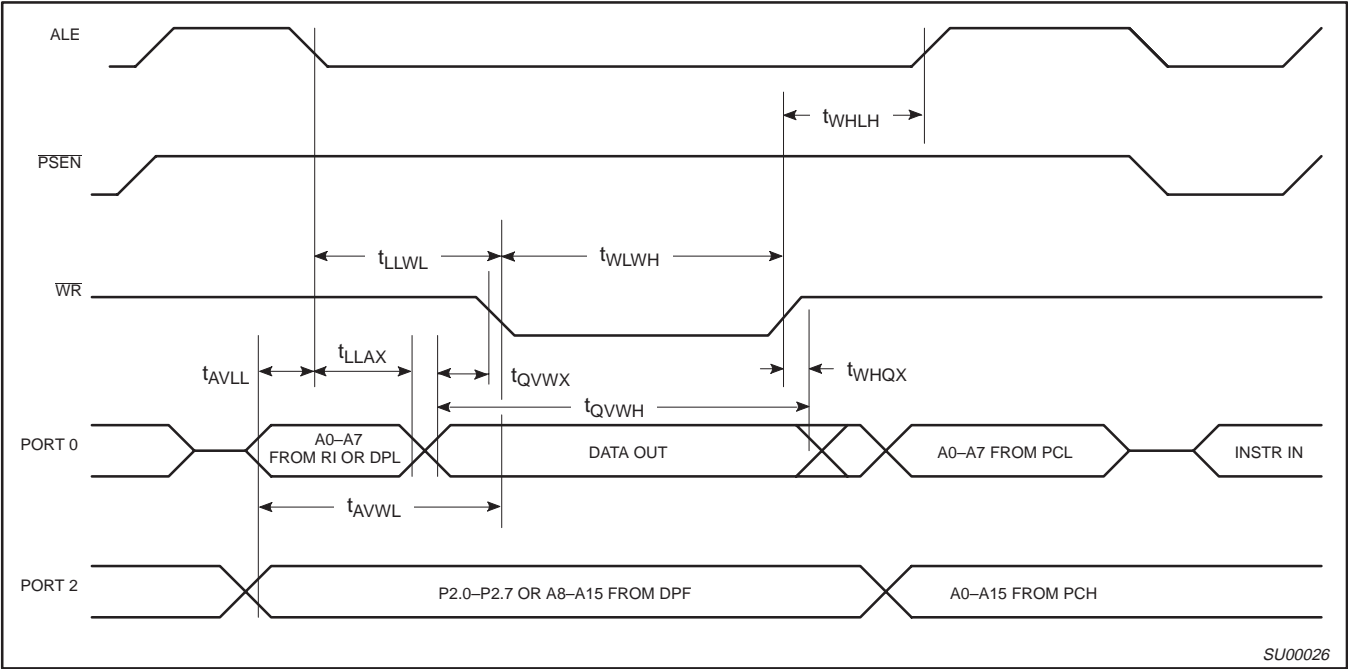 ALE
tWHLH
PSEN
tLLWL
tWLWH
WR
tAVLL
tLLAX
tQVWX
tWHQX
tQVWH
PORT 0
A0–A7
FROM RI OR DPL
DATA OUT
A0–A7 FROM PCL
INSTR IN
tAVWL
PORT 2
P2.0–P2.7 OR A8–A15 FROM DPF
A0–A15 FROM PCH
SU00026